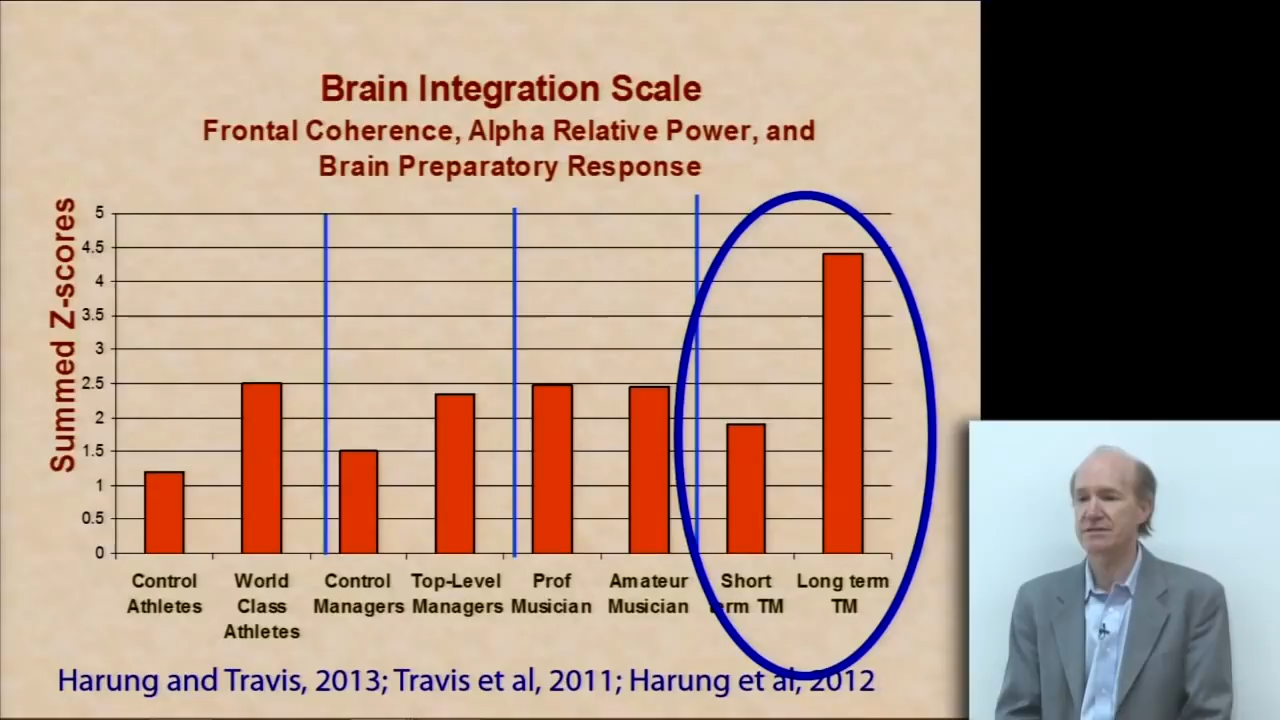 Brain Integration Scale
Frontal Coherence, Alpha Relative Power, and
Brain Preparatory Response
Summed Z-scores
5
4.5
4
3.5
3
2.5
2
1.5
1
0.5
0
Control Athletes
World Class Athletes
Control Managers
Top-Level Managers
Prof Musician
Amateur Musician
Short erm TM
Long term TM
Harung and Travis, 2013; Travis et al, 2011; Harung et al, 2012